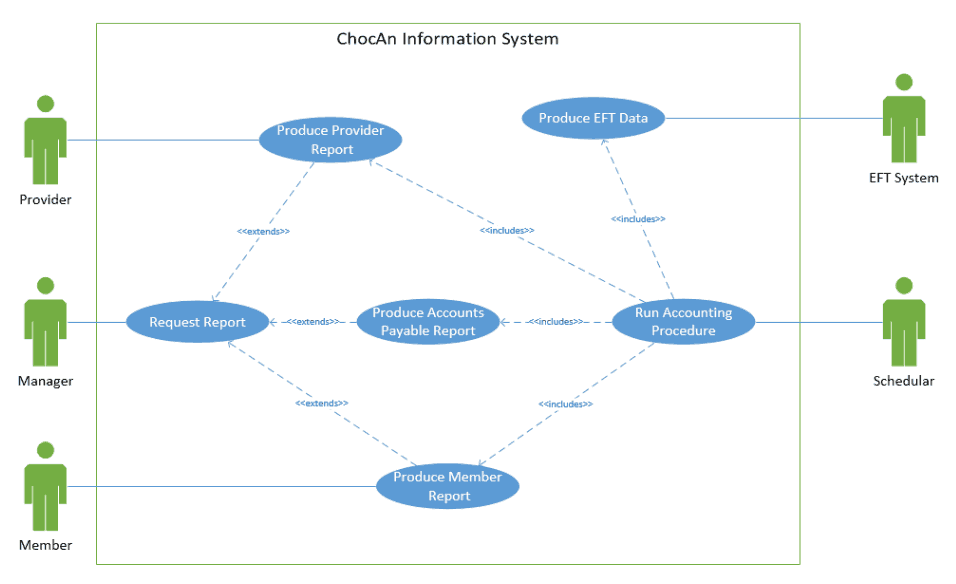 ChocAn Information System
Produce Provider
Report
Produce EFT Data
Provider
EFT System
<<includes>>
<<extends>>
<<includes>>
Request Report
<<extends>>
Produce Accounts
Payable Report
<<includes>>
Run Accounting
Procedure
Manager
Schedular
<<extends>>
<<includes>>
Produce Member
Report
Member